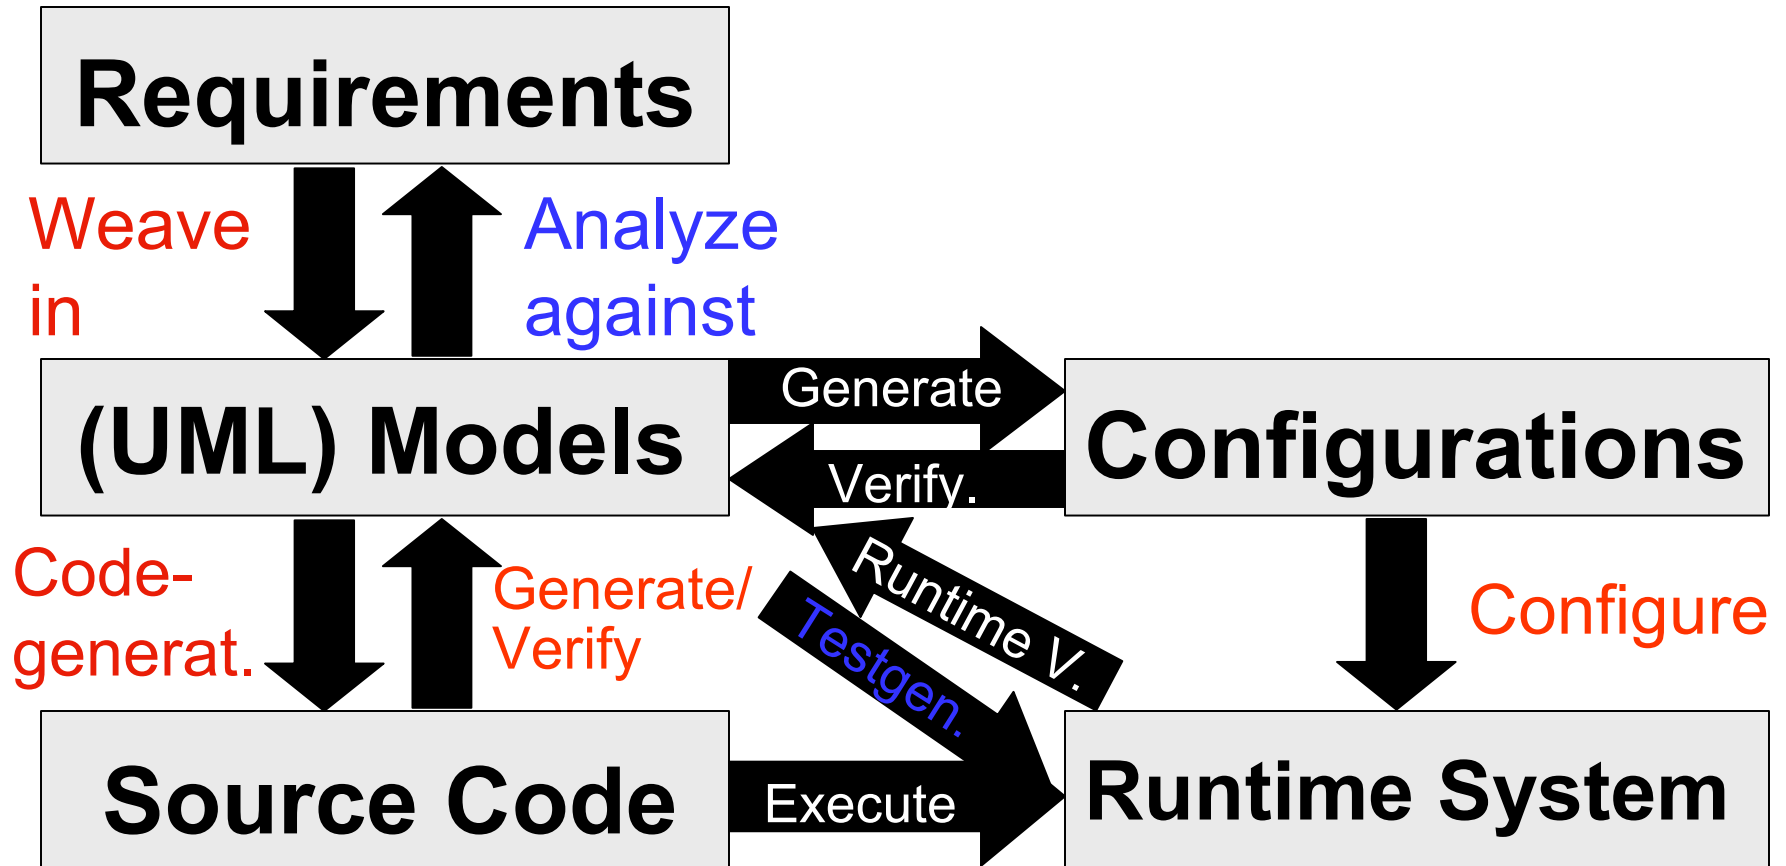 Requirements
Weave
in
Analyze
against
Generate
(UML) Models
Configurations
Verify.
Code-
generat.
Generate/
Verify
Runtime V.
Testgen.
Configure
Source Code
Execute
Runtime System